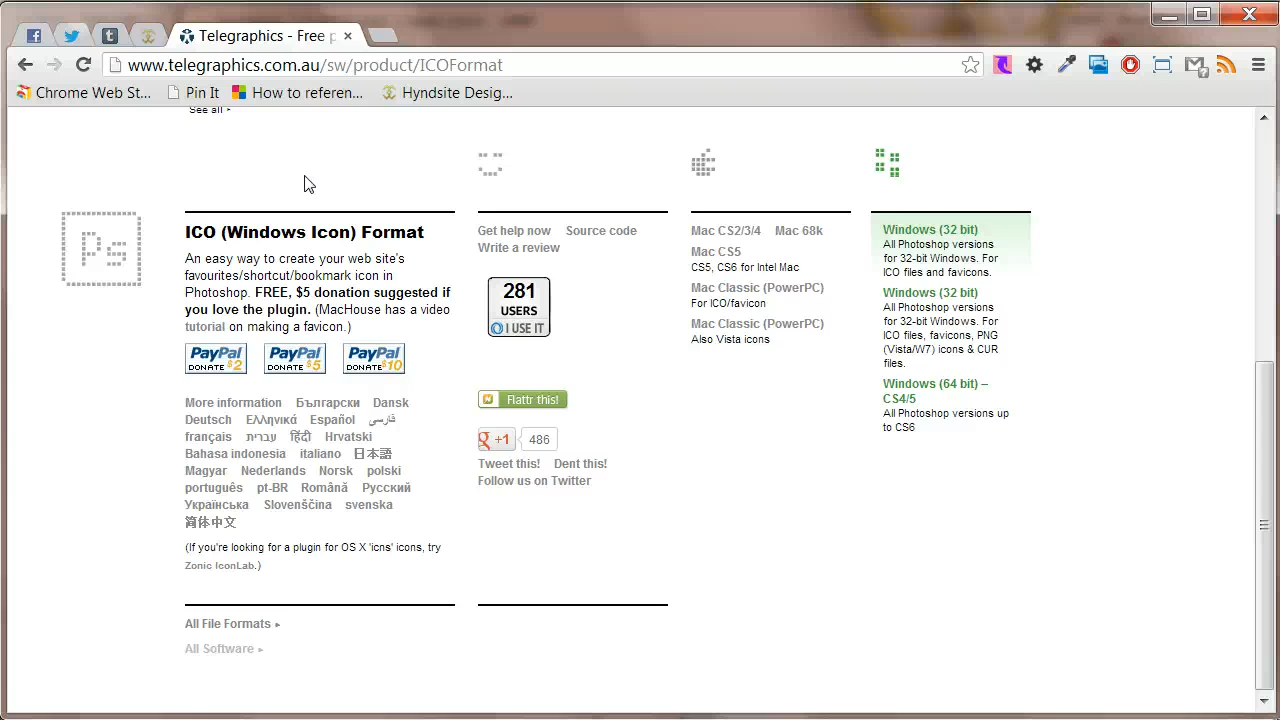 Telegraphics - Free p
www.telegraphics.com.au/sw/product/ICOFormat
Chrome Web St...
Pin It
How to referen...
Hyndsite Desig...
See all ▸
ICO (Windows Icon) Format
An easy way to create your web site's
favourites/shortcut/bookmark icon in
Photoshop. FREE, $5 donation suggested if
you love the plugin. (MacHouse has a video
tutorial on making a favicon.)
PayPal DONATE $2 PayPal DONATE $5 PayPal DONATE $10
More information Български Dansk
Deutsch Ελληνικά Español فارسی
français עברית हिंदी Hrvatski
Bahasa indonesia italiano 日本語
Magyar Nederlands Norsk polski
português pt-BR Română Русский
Українська Slovenščina svenska
简体中文
(If you're looking for a plugin for OS X 'icns' icons, try
Zonic IconLab.)
All File Formats ▸
All Software ▸
Get help now Source code
Write a review
281
USERS
I USE IT
Flattr this!
g +1 486
Tweet this! Dent this!
Follow us on Twitter
Mac CS2/3/4 Mac 68k
Mac CS5
CS5, CS6 for Intel Mac
Mac Classic (PowerPC)
For ICO/favicon
Mac Classic (PowerPC)
Also Vista icons
Windows (32 bit)
All Photoshop versions
for 32-bit Windows. For
ICO files and favicons.
Windows (32 bit)
All Photoshop versions
for 32-bit Windows. For
ICO files, favicons, PNG
(Vista/W7) icons & CUR
files.
Windows (64 bit) –
CS4/5
All Photoshop versions up
to CS6
Ps